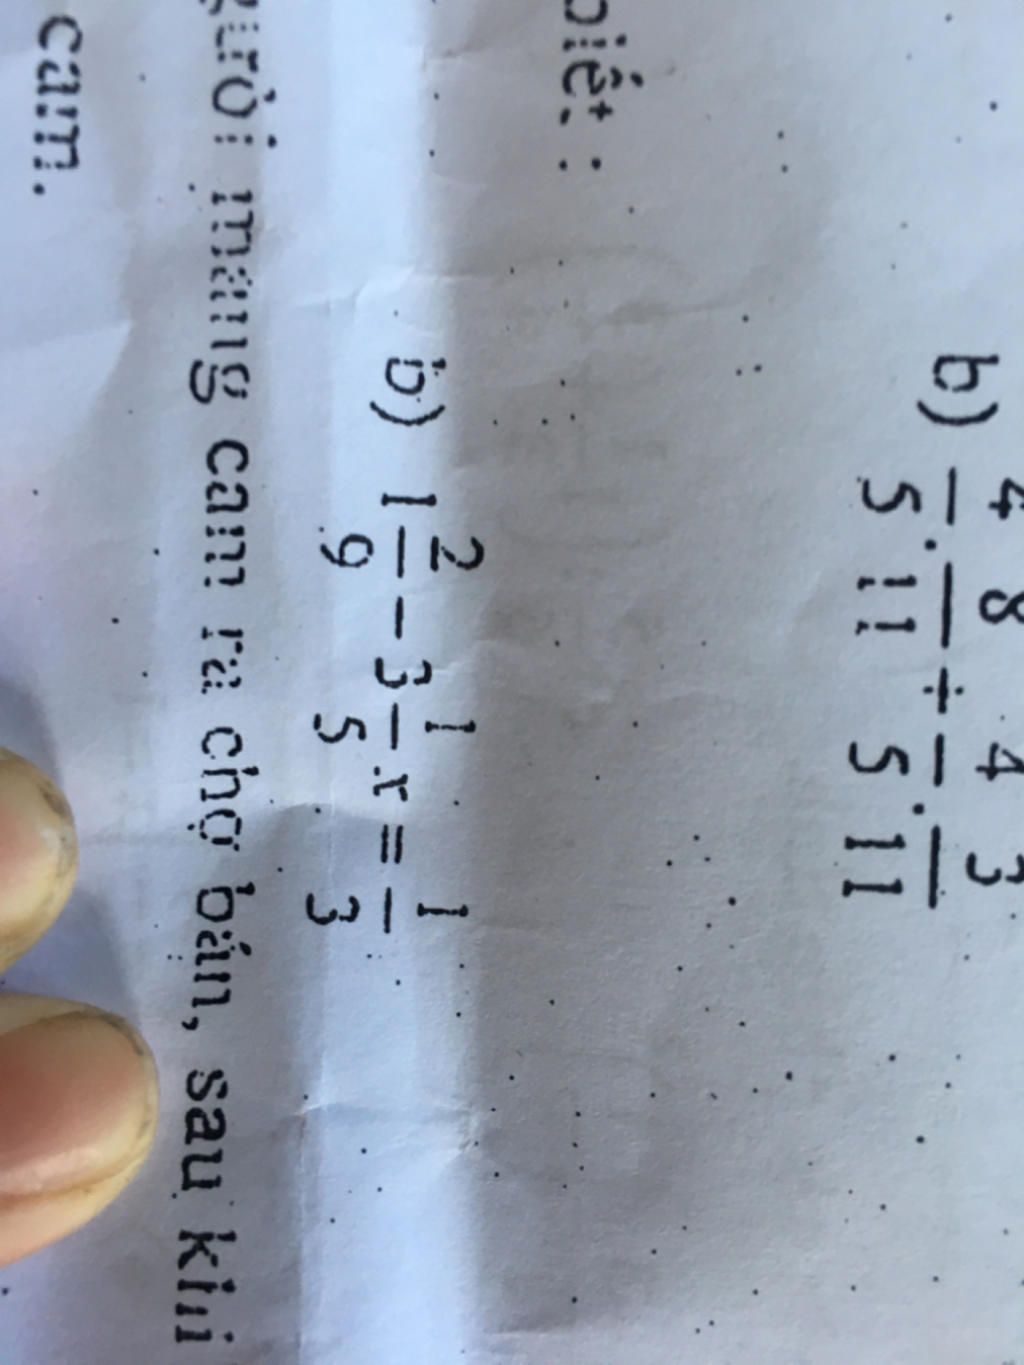 b) 4/5 . 8/11 + 4/5 . 3/11
biết :
b) 1 2/9 - 3 1/5 x = 1/3
gười mang cam ra chợ bán, sau khi
cam.